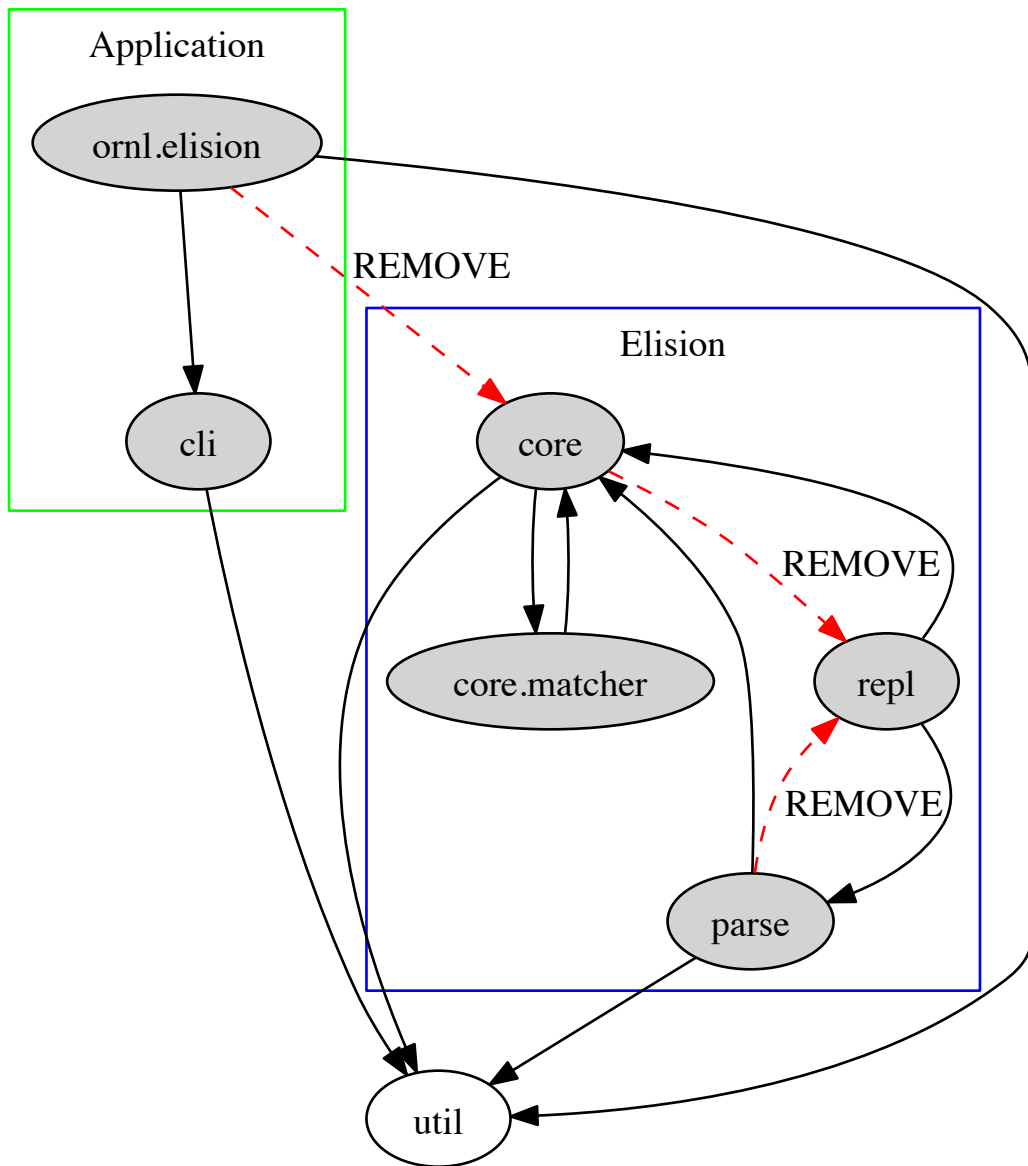 Application
ornl.elision
REMOVE
Elision
cli
core
REMOVE
core.matcher
repl
REMOVE
parse
util